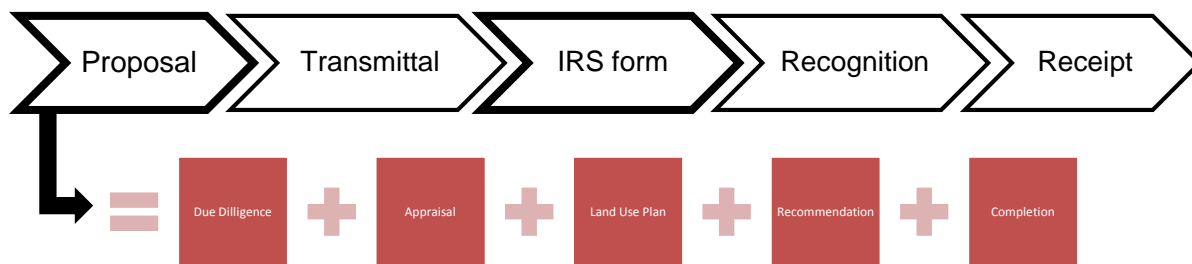 Proposal
Transmittal
IRS form
Recognition
Receipt
Due Dilligence
Appraisal
Land Use Plan
Recommendation
Completion